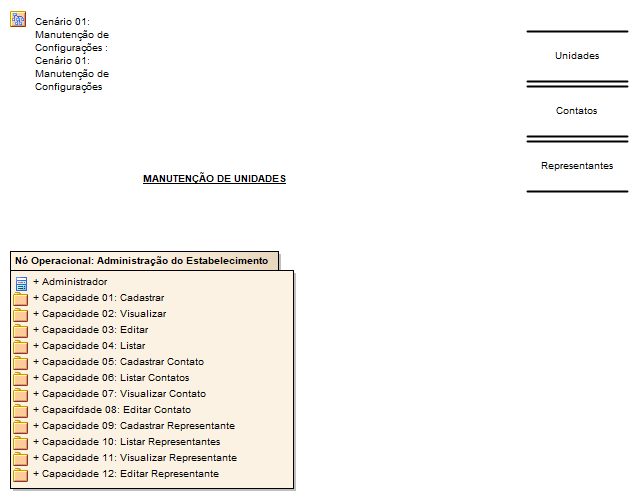 Cenário 01:
Manutenção de
Configurações :
Cenário 01:
Manutenção de
Configurações
Unidades
Contatos
Representantes
MANUTENÇÃO DE UNIDADES
Nó Operacional: Administração do Estabelecimento
+ Administrador
+ Capacidade 01: Cadastrar
+ Capacidade 02: Visualizar
+ Capacidade 03: Editar
+ Capacidade 04: Listar
+ Capacidade 05: Cadastrar Contato
+ Capacidade 06: Listar Contatos
+ Capacidade 07: Visualizar Contato
+ Capacifdade 08: Editar Contato
+ Capacidade 09: Cadastrar Representante
+ Capacidade 10: Listar Representantes
+ Capacidade 11: Visualizar Representante
+ Capacidade 12: Editar Representante